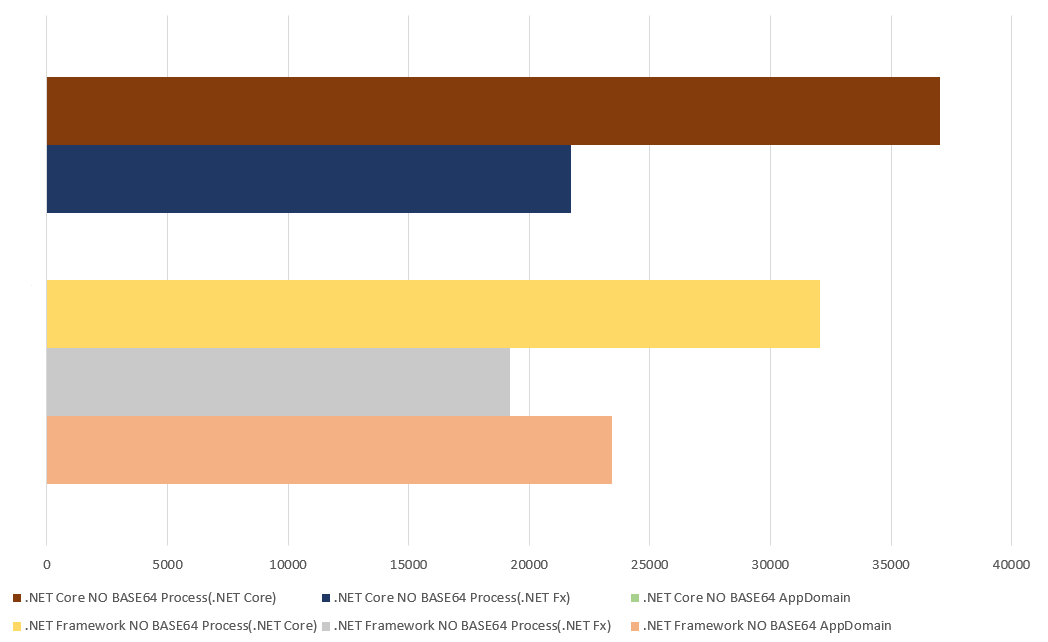 0 5000 10000 15000 20000 25000 30000 35000 40000
.NET Core NO BASE64 Process(.NET Core) .NET Core NO BASE64 Process(.NET Fx) .NET Core NO BASE64 AppDomain
.NET Framework NO BASE64 Process(.NET Core) .NET Framework NO BASE64 Process(.NET Fx) .NET Framework NO BASE64 AppDomain